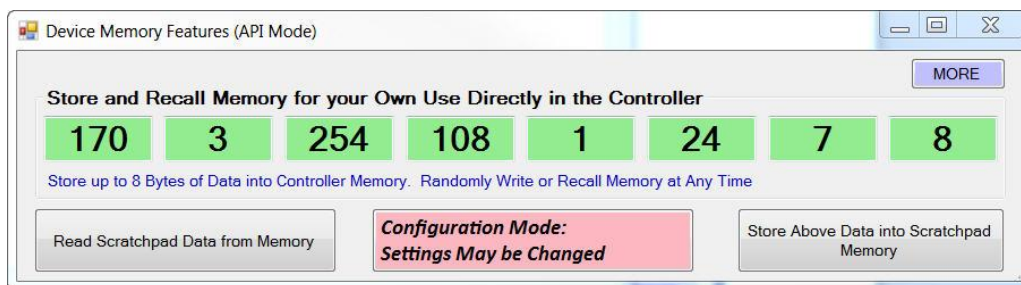 Device Memory Features (API Mode)
MORE
Store and Recall Memory for your Own Use Directly in the Controller
170 3 254 108 1 24 7 8
Store up to 8 Bytes of Data into Controller Memory. Randomly Write or Recall Memory at Any Time
Read Scratchpad Data from Memory
Configuration Mode:
Settings May be Changed
Store Above Data into Scratchpad
Memory